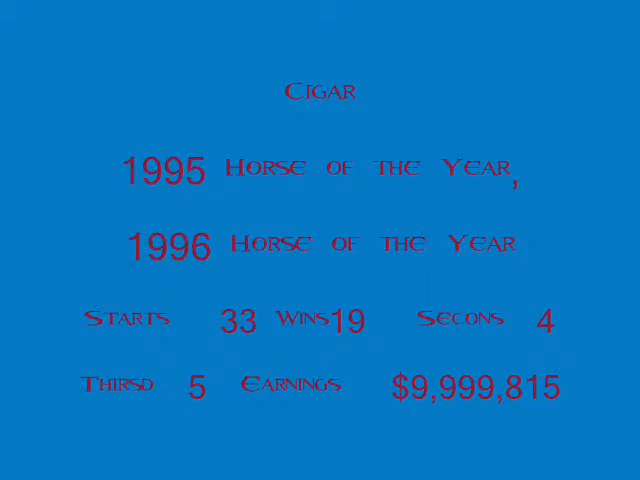 Cigar
1995 Horse of the Year,
1996 Horse of the Year
Starts 33 Wins19 Secons 4
Thirsd 5 Earnings $9,999,815